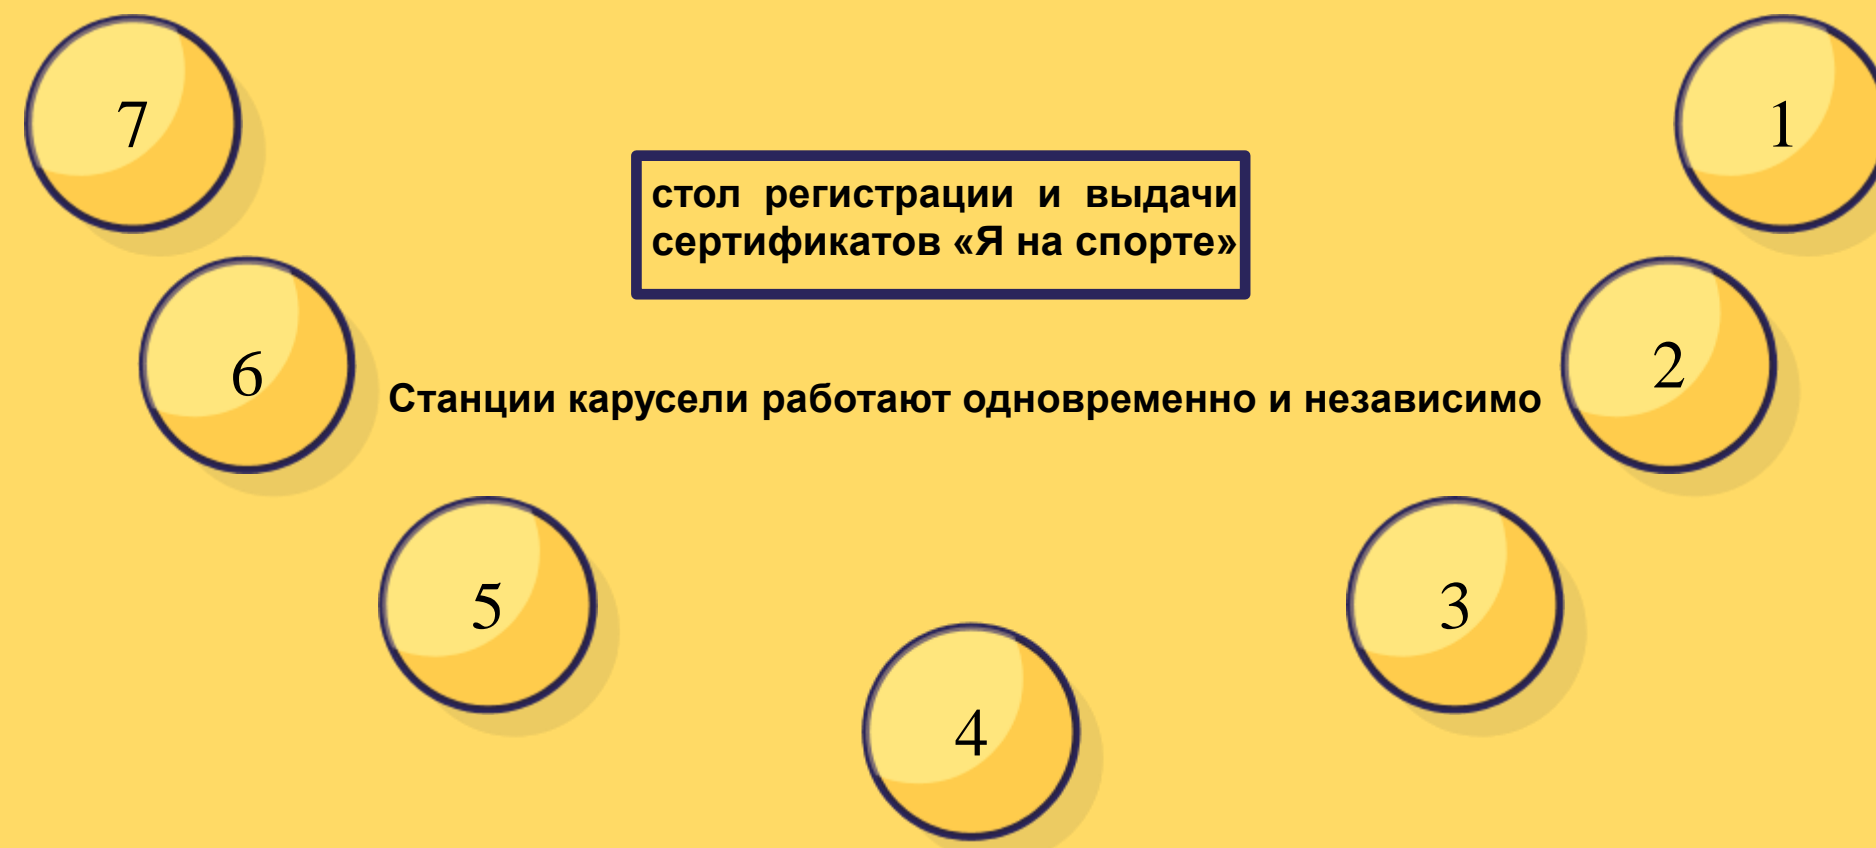 7
1
стол регистрации и выдачи
сертификатов «Я на спорте»
6
Станции карусели работают одновременно и независимо
2
5
3
4